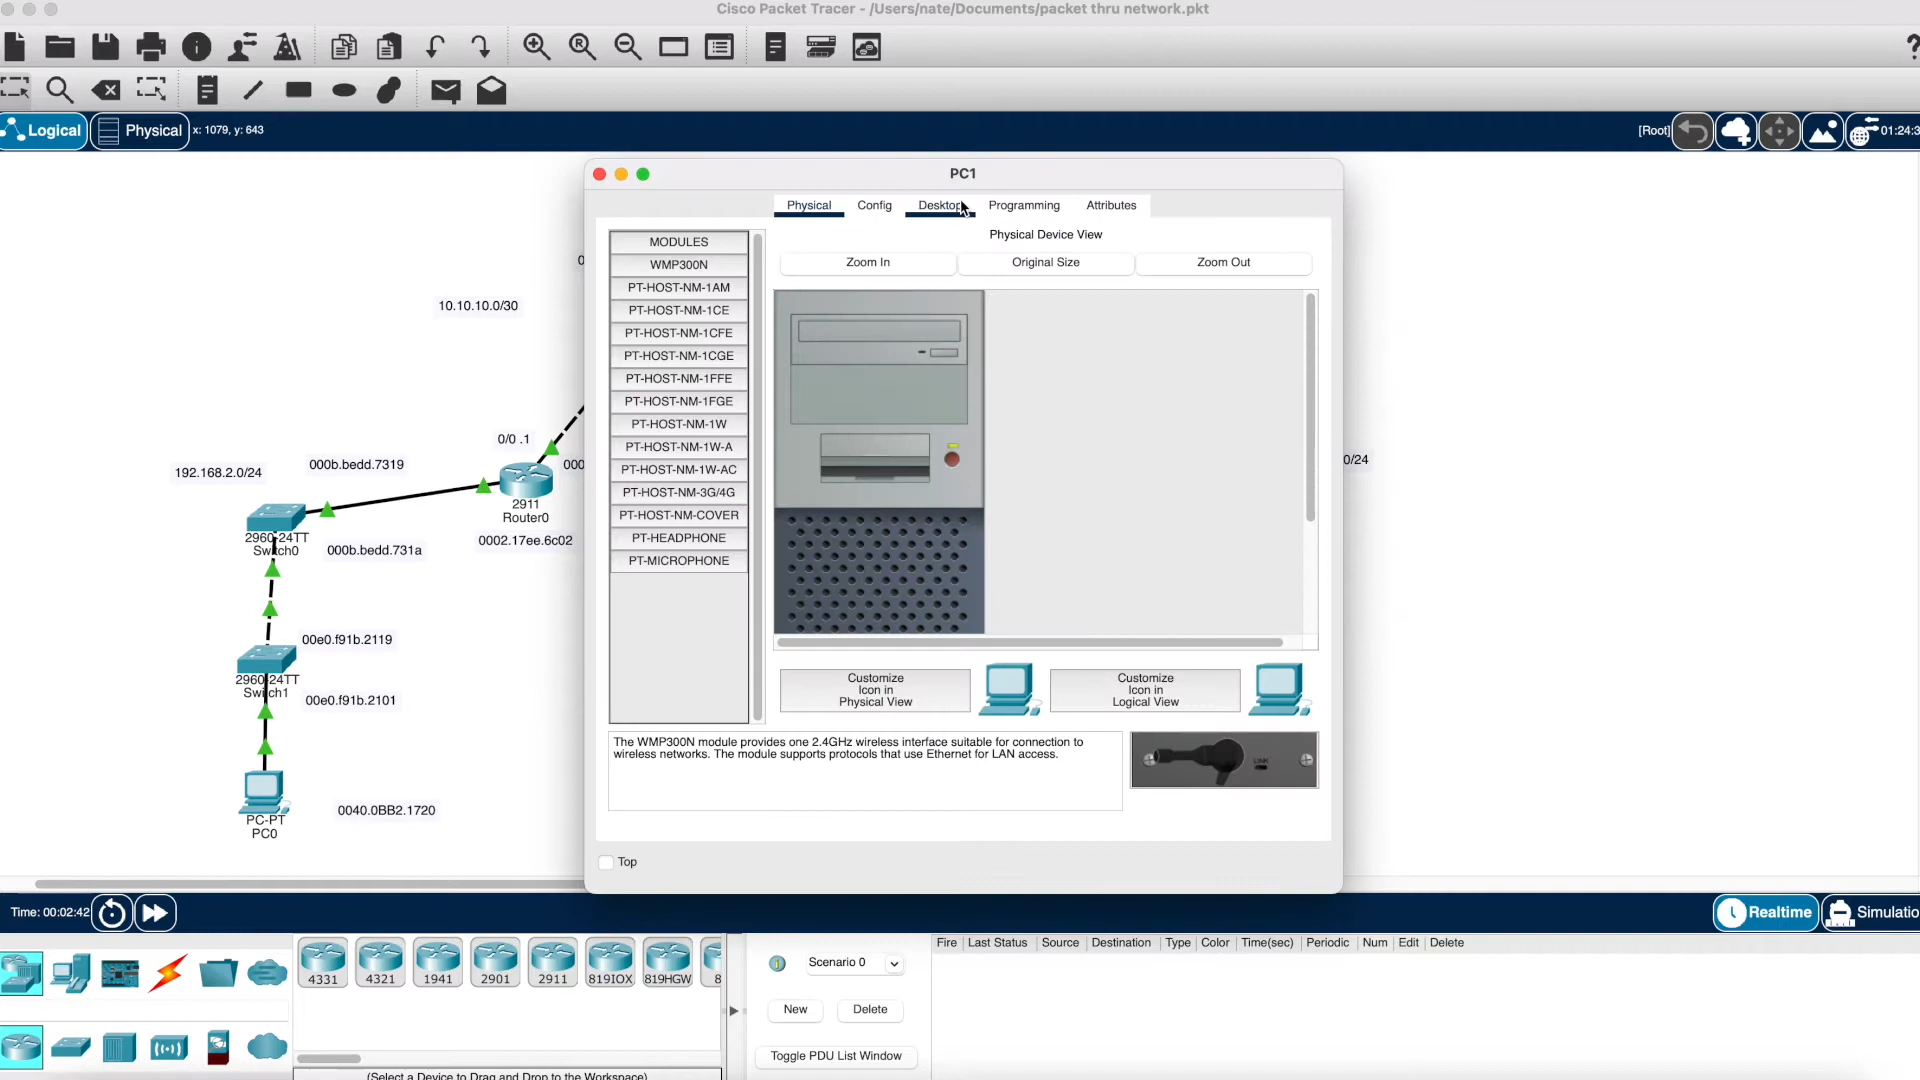 Cisco Packet Tracer - /Users/nate/Documents/packet thru network.pkt
Logical
Physical
x: 1079, y: 643
[Root]
01:24:3
PC1
Physical
Config
Desktop
Programming
Attributes
MODULES
WMP300N
PT-HOST-NM-1AM
PT-HOST-NM-1CE
PT-HOST-NM-1CFE
PT-HOST-NM-1CGE
PT-HOST-NM-1FFE
PT-HOST-NM-1FGE
PT-HOST-NM-1W
PT-HOST-NM-1W-A
PT-HOST-NM-1W-AC
PT-HOST-NM-3G/4G
PT-HOST-NM-COVER
PT-HEADPHONE
PT-MICROPHONE
Physical Device View
Zoom In
Original Size
Zoom Out
Customize
Icon in
Physical View
Customize
Icon in
Logical View
The WMP300N module provides one 2.4GHz wireless interface suitable for connection to
wireless networks. The module supports protocols that use Ethernet for LAN access.
LINK
Top
0
10.10.10.0/30
0/0 .1
192.168.2.0/24
000b.bedd.7319
000
0/24
2911
Router0
0002.17ee.6c02
2960-24TT
Switch0
000b.bedd.731a
00e0.f91b.2119
2960-24TT
Switch1
00e0.f91b.2101
PC-PT
PC0
0040.0BB2.1720
Time: 00:02:42
Realtime
Simulatio
4331
4321
1941
2901
2911
819IOX
819HGW
8
(Select a Device to Drag and Drop to the Workspace)
Scenario 0
New
Delete
Toggle PDU List Window
Fire
Last Status
Source
Destination
Type
Color
Time(sec)
Periodic
Num
Edit
Delete